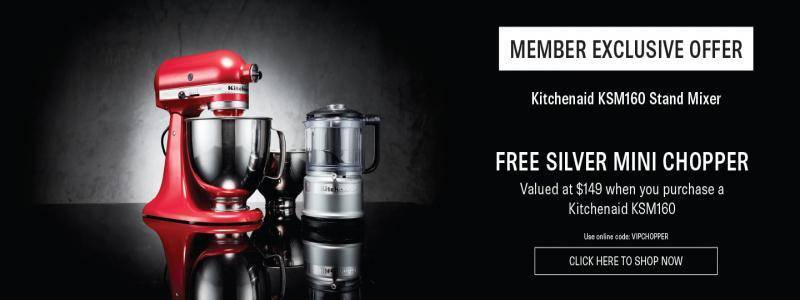 MEMBER EXCLUSIVE OFFER
Kitchenaid KSM160 Stand Mixer
FREE SILVER MINI CHOPPER
Valued at $149 when you purchase a
Kitchenaid KSM160
Use online code: VIPCHOPPER
CLICK HERE TO SHOP NOW